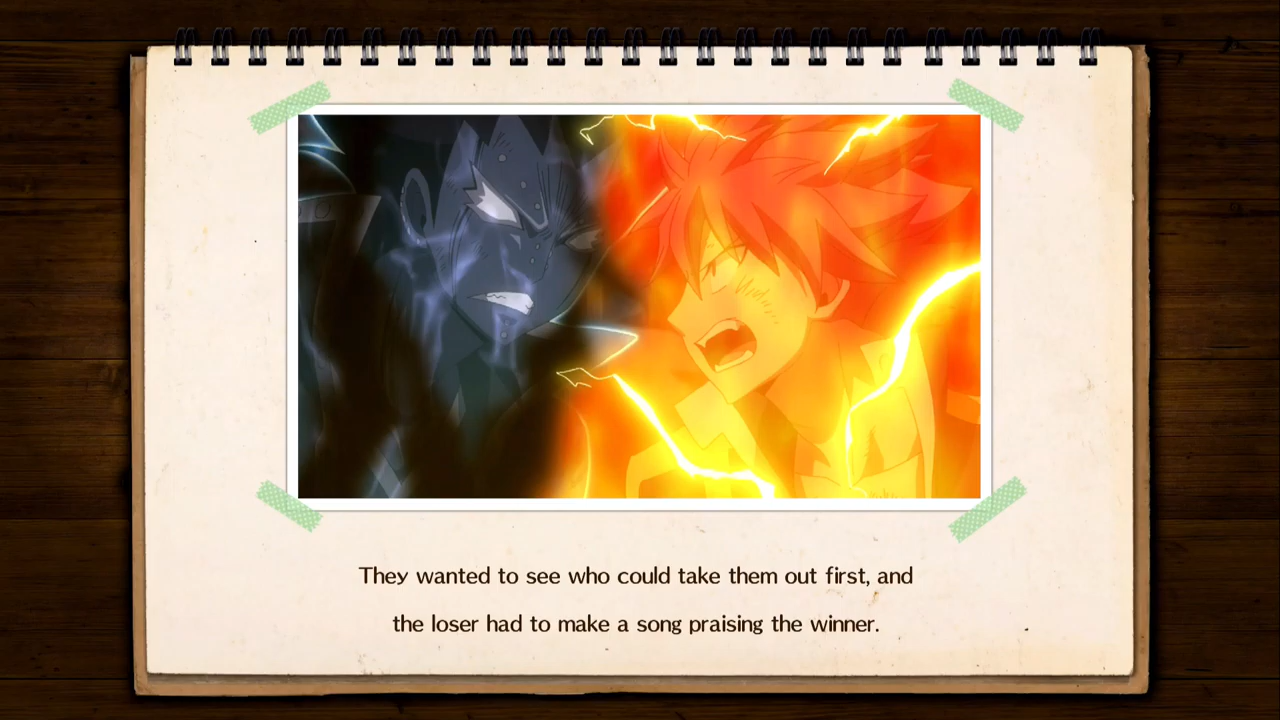 They wanted to see who could take them out first, and
the loser had to make a song praising the winner.